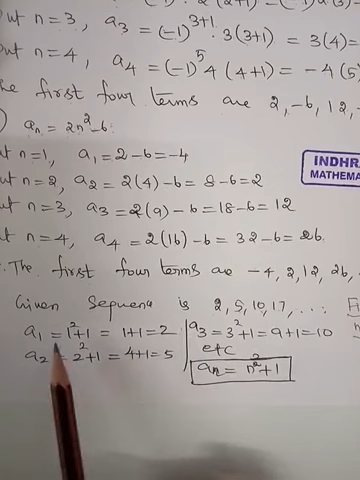 ut n=3, a₃ = (-1)³⁺¹ · 3(3+1) = 3(4) =
ut n=4, a₄ = (-1)⁵ 4(4+1) = -4(5)
he first four terms are 2, -6, 12,
) aₙ = 2n²-6.
ut n=1, a₁ = 2-6 = -4
ut n=2, a₂ = 2(4)-6 = 8-6 = 2
ut n=3, a₃ = 2(9)-6 = 18-6 = 12
ut n=4, a₄ = 2(16)-6 = 32-6 = 26.
The first four terms are -4, 2, 12, 26,
INDHR
MATHEMA
Given Sequence is 2, 5, 10, 17, ...
a₁ = 1²+1 = 1+1 = 2
a₂ = 2²+1 = 4+1 = 5
a₃ = 3²+1 = 9+1 = 10
etc
aₙ = n²+1